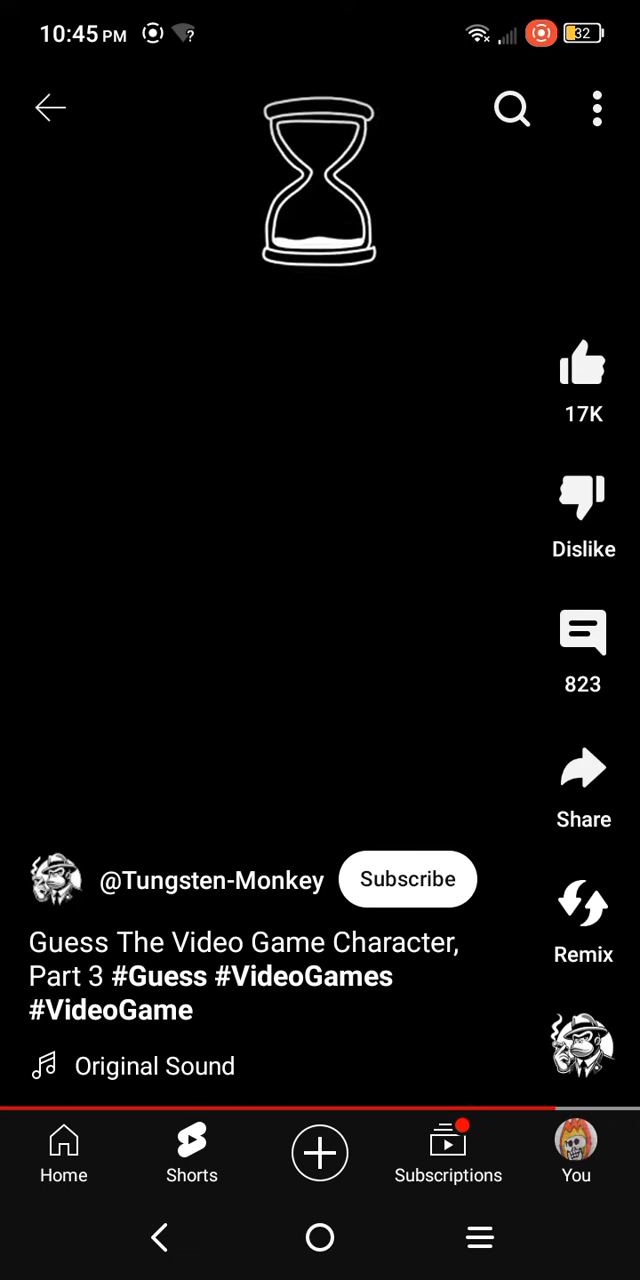 10:45 PM
32
17K
Dislike
823
Share
@Tungsten-Monkey
Subscribe
Guess The Video Game Character,
Part 3 #Guess #VideoGames
#VideoGame
Remix
Original Sound
Home
Shorts
Subscriptions
You